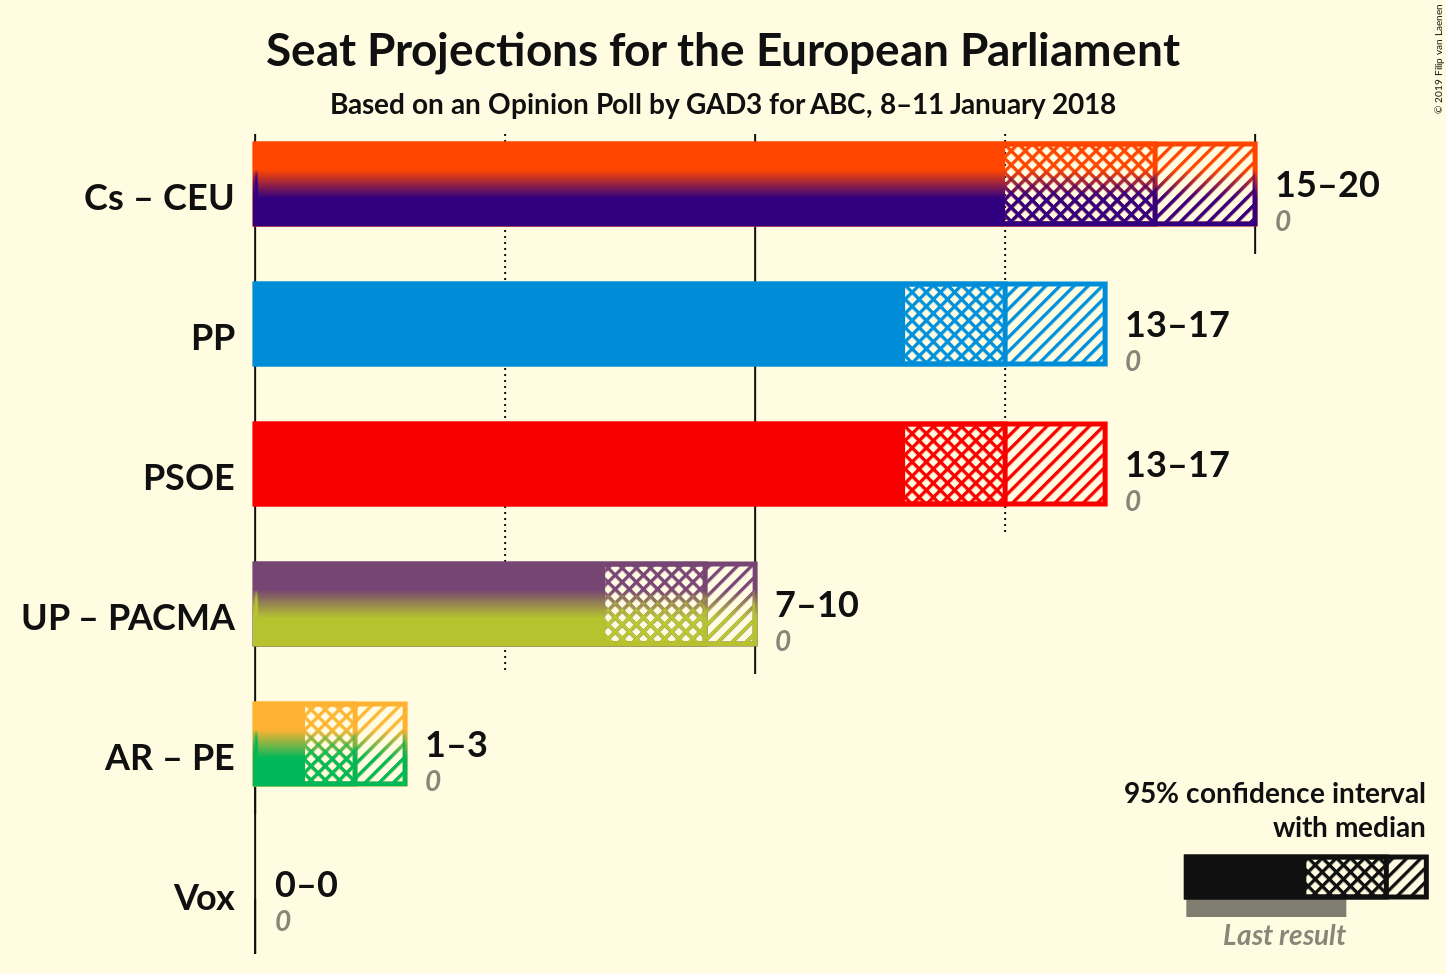 Seat Projections for the European Parliament
Based on an Opinion Poll by GAD3 for ABC, 8–11 January 2018
© 2019 Filip van Laenen
Cs – CEU
15–20
0
PP
13–17
0
PSOE
13–17
0
UP – PACMA
7–10
0
AR – PE
1–3
0
Vox
0–0
0
95% confidence interval
with median
Last result